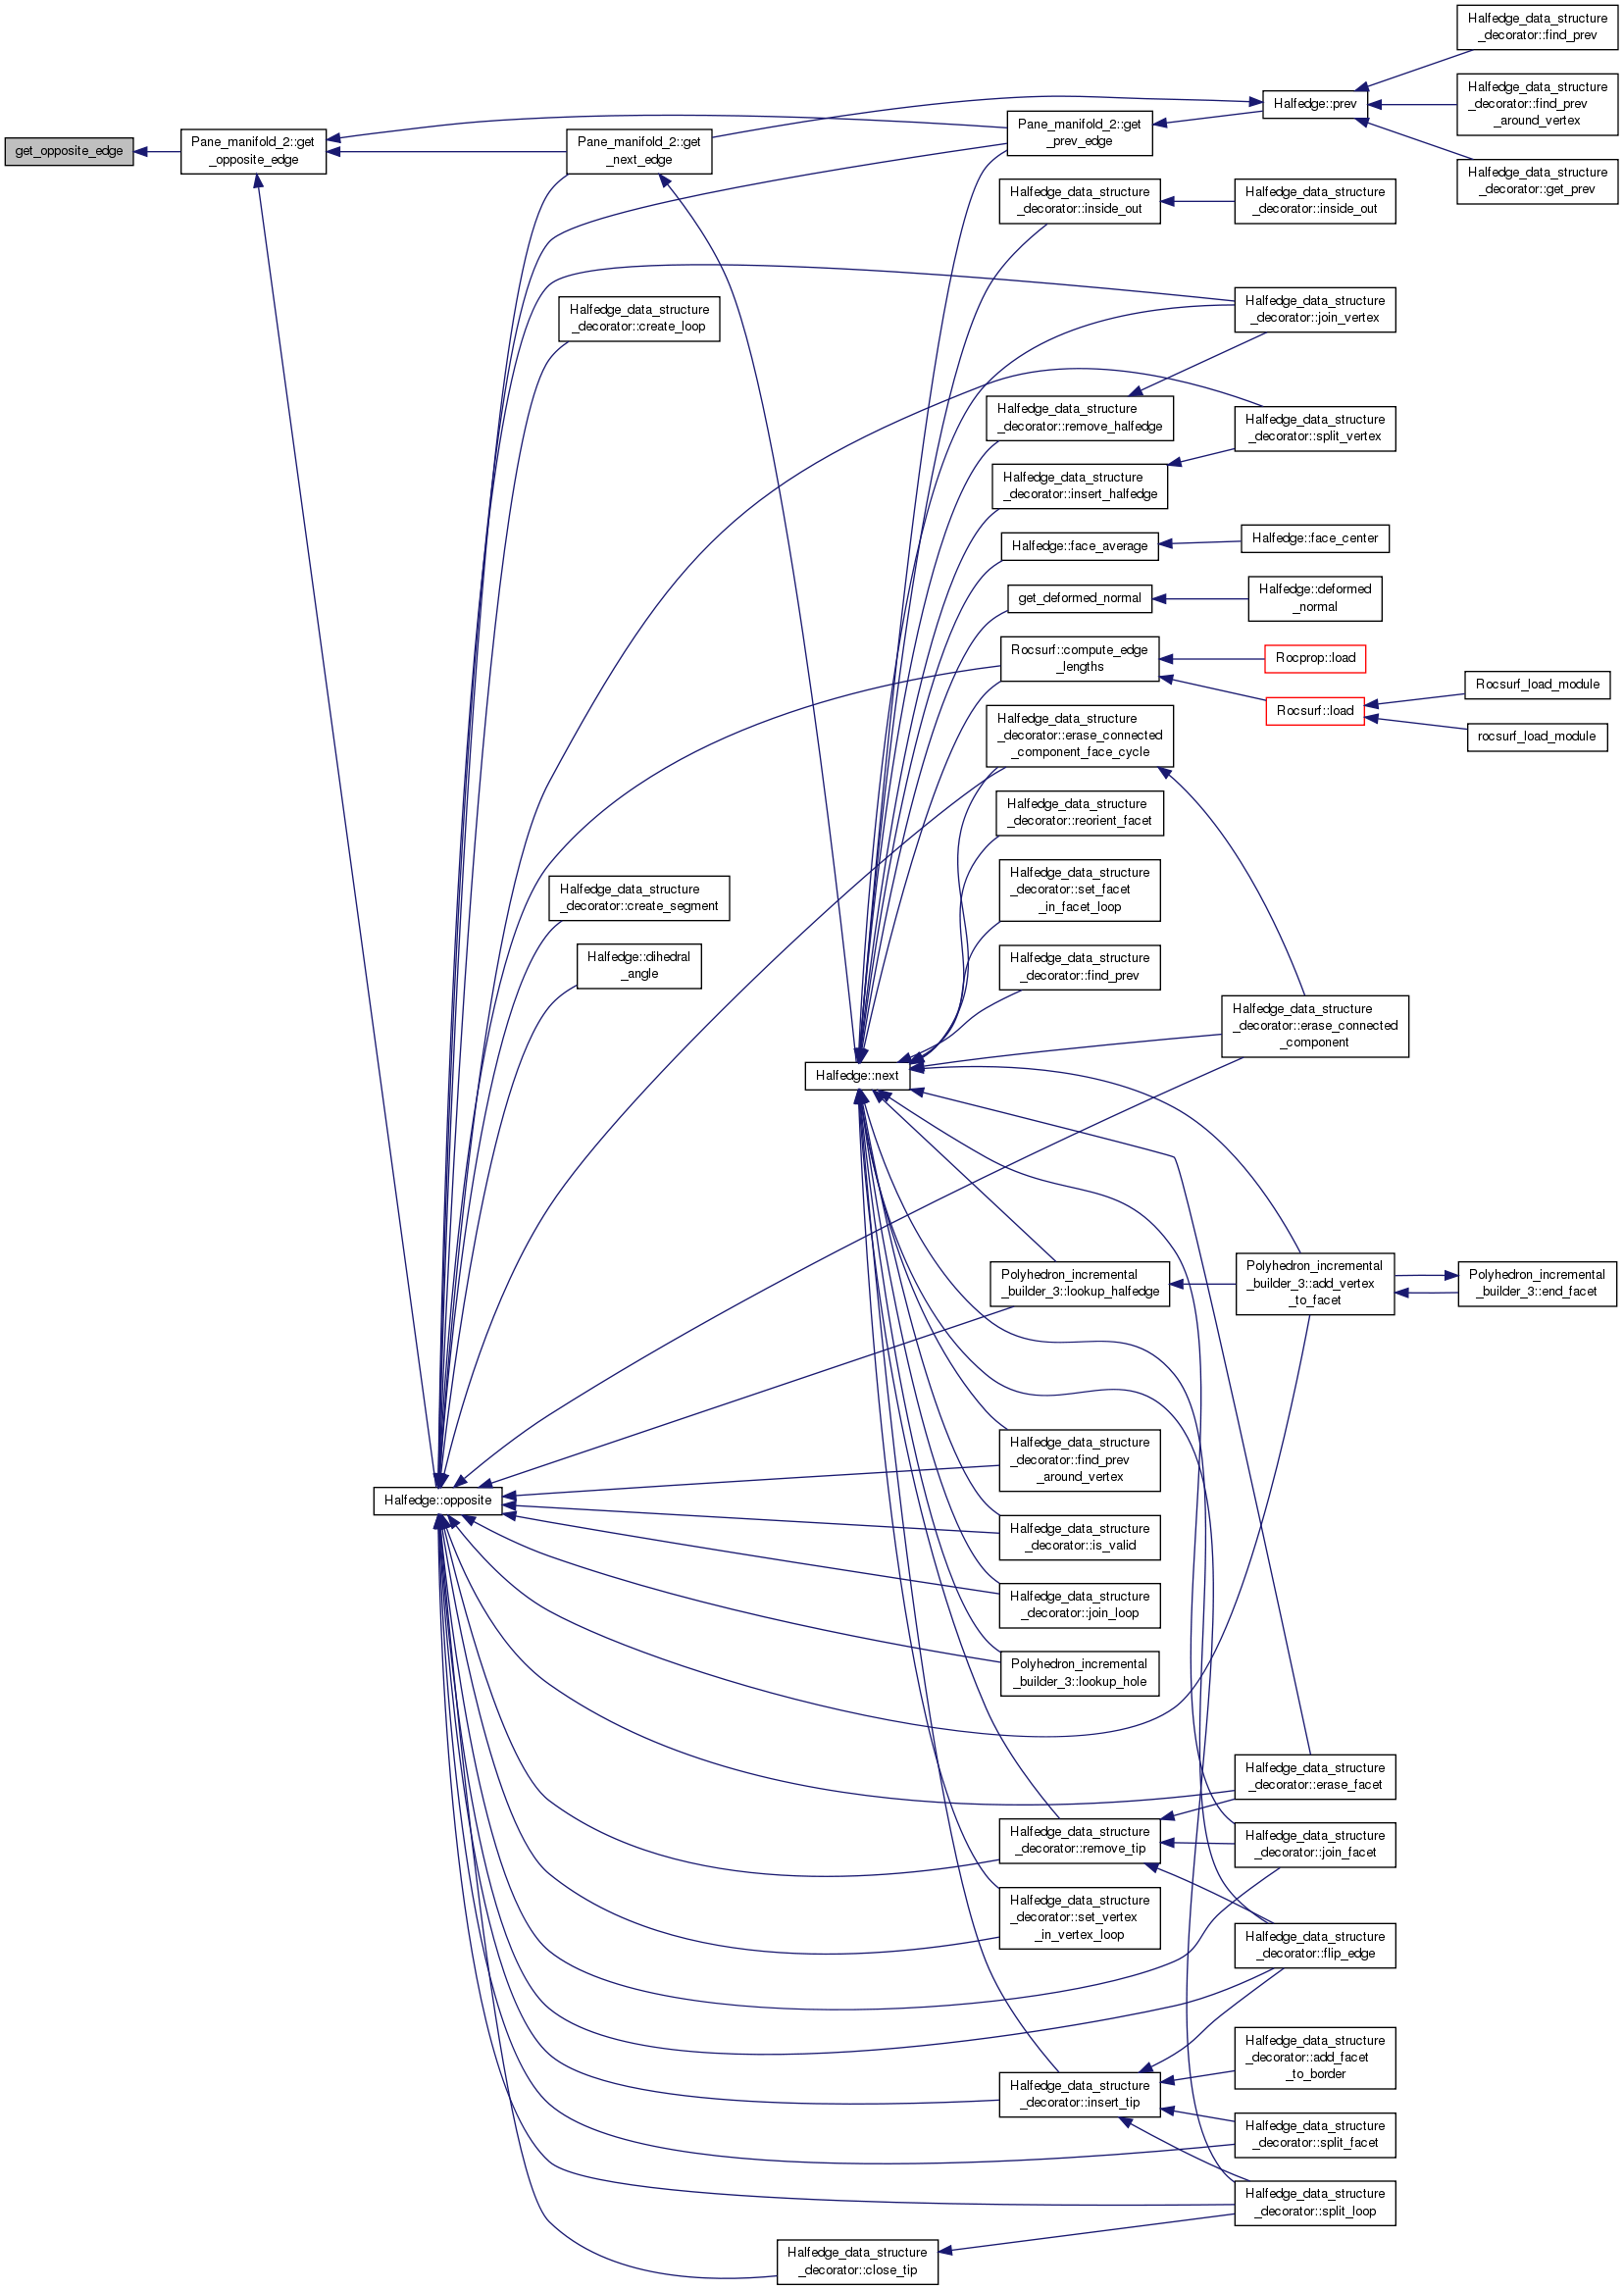 Halfedge_data_structure
_decorator::find_prev
Halfedge_data_structure
_decorator::find_prev
_around_vertex
Halfedge::prev
Pane_manifold_2::get
_prev_edge
Pane_manifold_2::get
_next_edge
Pane_manifold_2::get
_opposite_edge
get_opposite_edge
Halfedge_data_structure
_decorator::get_prev
Halfedge_data_structure
_decorator::inside_out
Halfedge_data_structure
_decorator::inside_out
Halfedge_data_structure
_decorator::create_loop
Halfedge_data_structure
_decorator::join_vertex
Halfedge_data_structure
_decorator::remove_halfedge
Halfedge_data_structure
_decorator::split_vertex
Halfedge_data_structure
_decorator::insert_halfedge
Halfedge::face_average
Halfedge::face_center
get_deformed_normal
Halfedge::deformed
_normal
Rocsurf::compute_edge
_lengths
Rocprop::load
Rocsurf::load
Rocsurf_load_module
rocsurf_load_module
Halfedge_data_structure
_decorator::erase_connected
_component_face_cycle
Halfedge_data_structure
_decorator::reorient_facet
Halfedge_data_structure
_decorator::set_facet
_in_facet_loop
Halfedge_data_structure
_decorator::create_segment
Halfedge::dihedral
_angle
Halfedge_data_structure
_decorator::find_prev
Halfedge_data_structure
_decorator::erase_connected
_component
Halfedge::next
Polyhedron_incremental
_builder_3::lookup_halfedge
Polyhedron_incremental
_builder_3::add_vertex
_to_facet
Polyhedron_incremental
_builder_3::end_facet
Halfedge_data_structure
_decorator::find_prev
_around_vertex
Halfedge::opposite
Halfedge_data_structure
_decorator::is_valid
Halfedge_data_structure
_decorator::join_loop
Polyhedron_incremental
_builder_3::lookup_hole
Halfedge_data_structure
_decorator::erase_facet
Halfedge_data_structure
_decorator::remove_tip
Halfedge_data_structure
_decorator::join_facet
Halfedge_data_structure
_decorator::set_vertex
_in_vertex_loop
Halfedge_data_structure
_decorator::flip_edge
Halfedge_data_structure
_decorator::add_facet
_to_border
Halfedge_data_structure
_decorator::insert_tip
Halfedge_data_structure
_decorator::split_facet
Halfedge_data_structure
_decorator::split_loop
Halfedge_data_structure
_decorator::close_tip